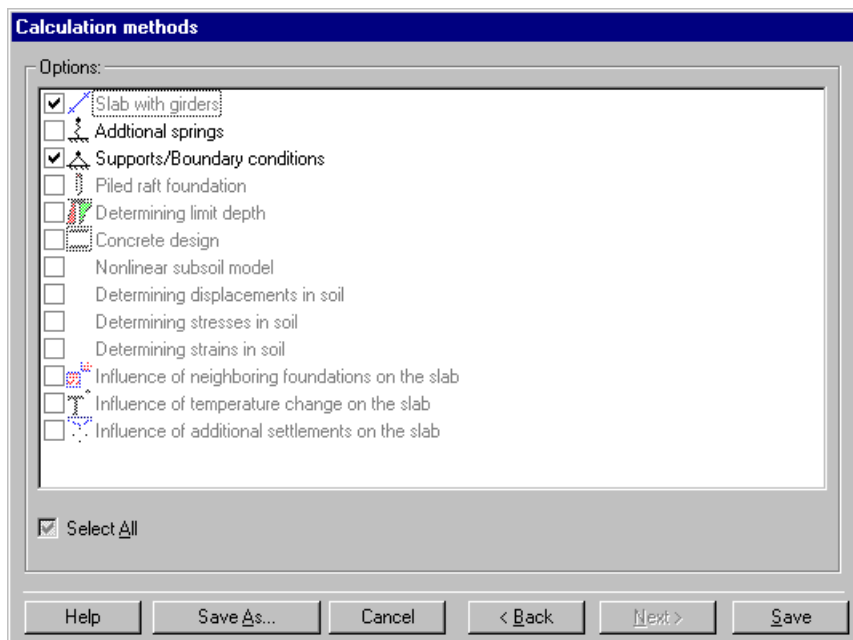 Calculation methods
Options:
Slab with girders
Addtional springs
Supports/Boundary conditions
Piled raft foundation
Determining limit depth
Concrete design
Nonlinear subsoil model
Determining displacements in soil
Determining stresses in soil
Determining strains in soil
Influence of neighboring foundations on the slab
Influence of temperature change on the slab
Influence of additional settlements on the slab
Select All
Help Save As... Cancel < Back Next > Save